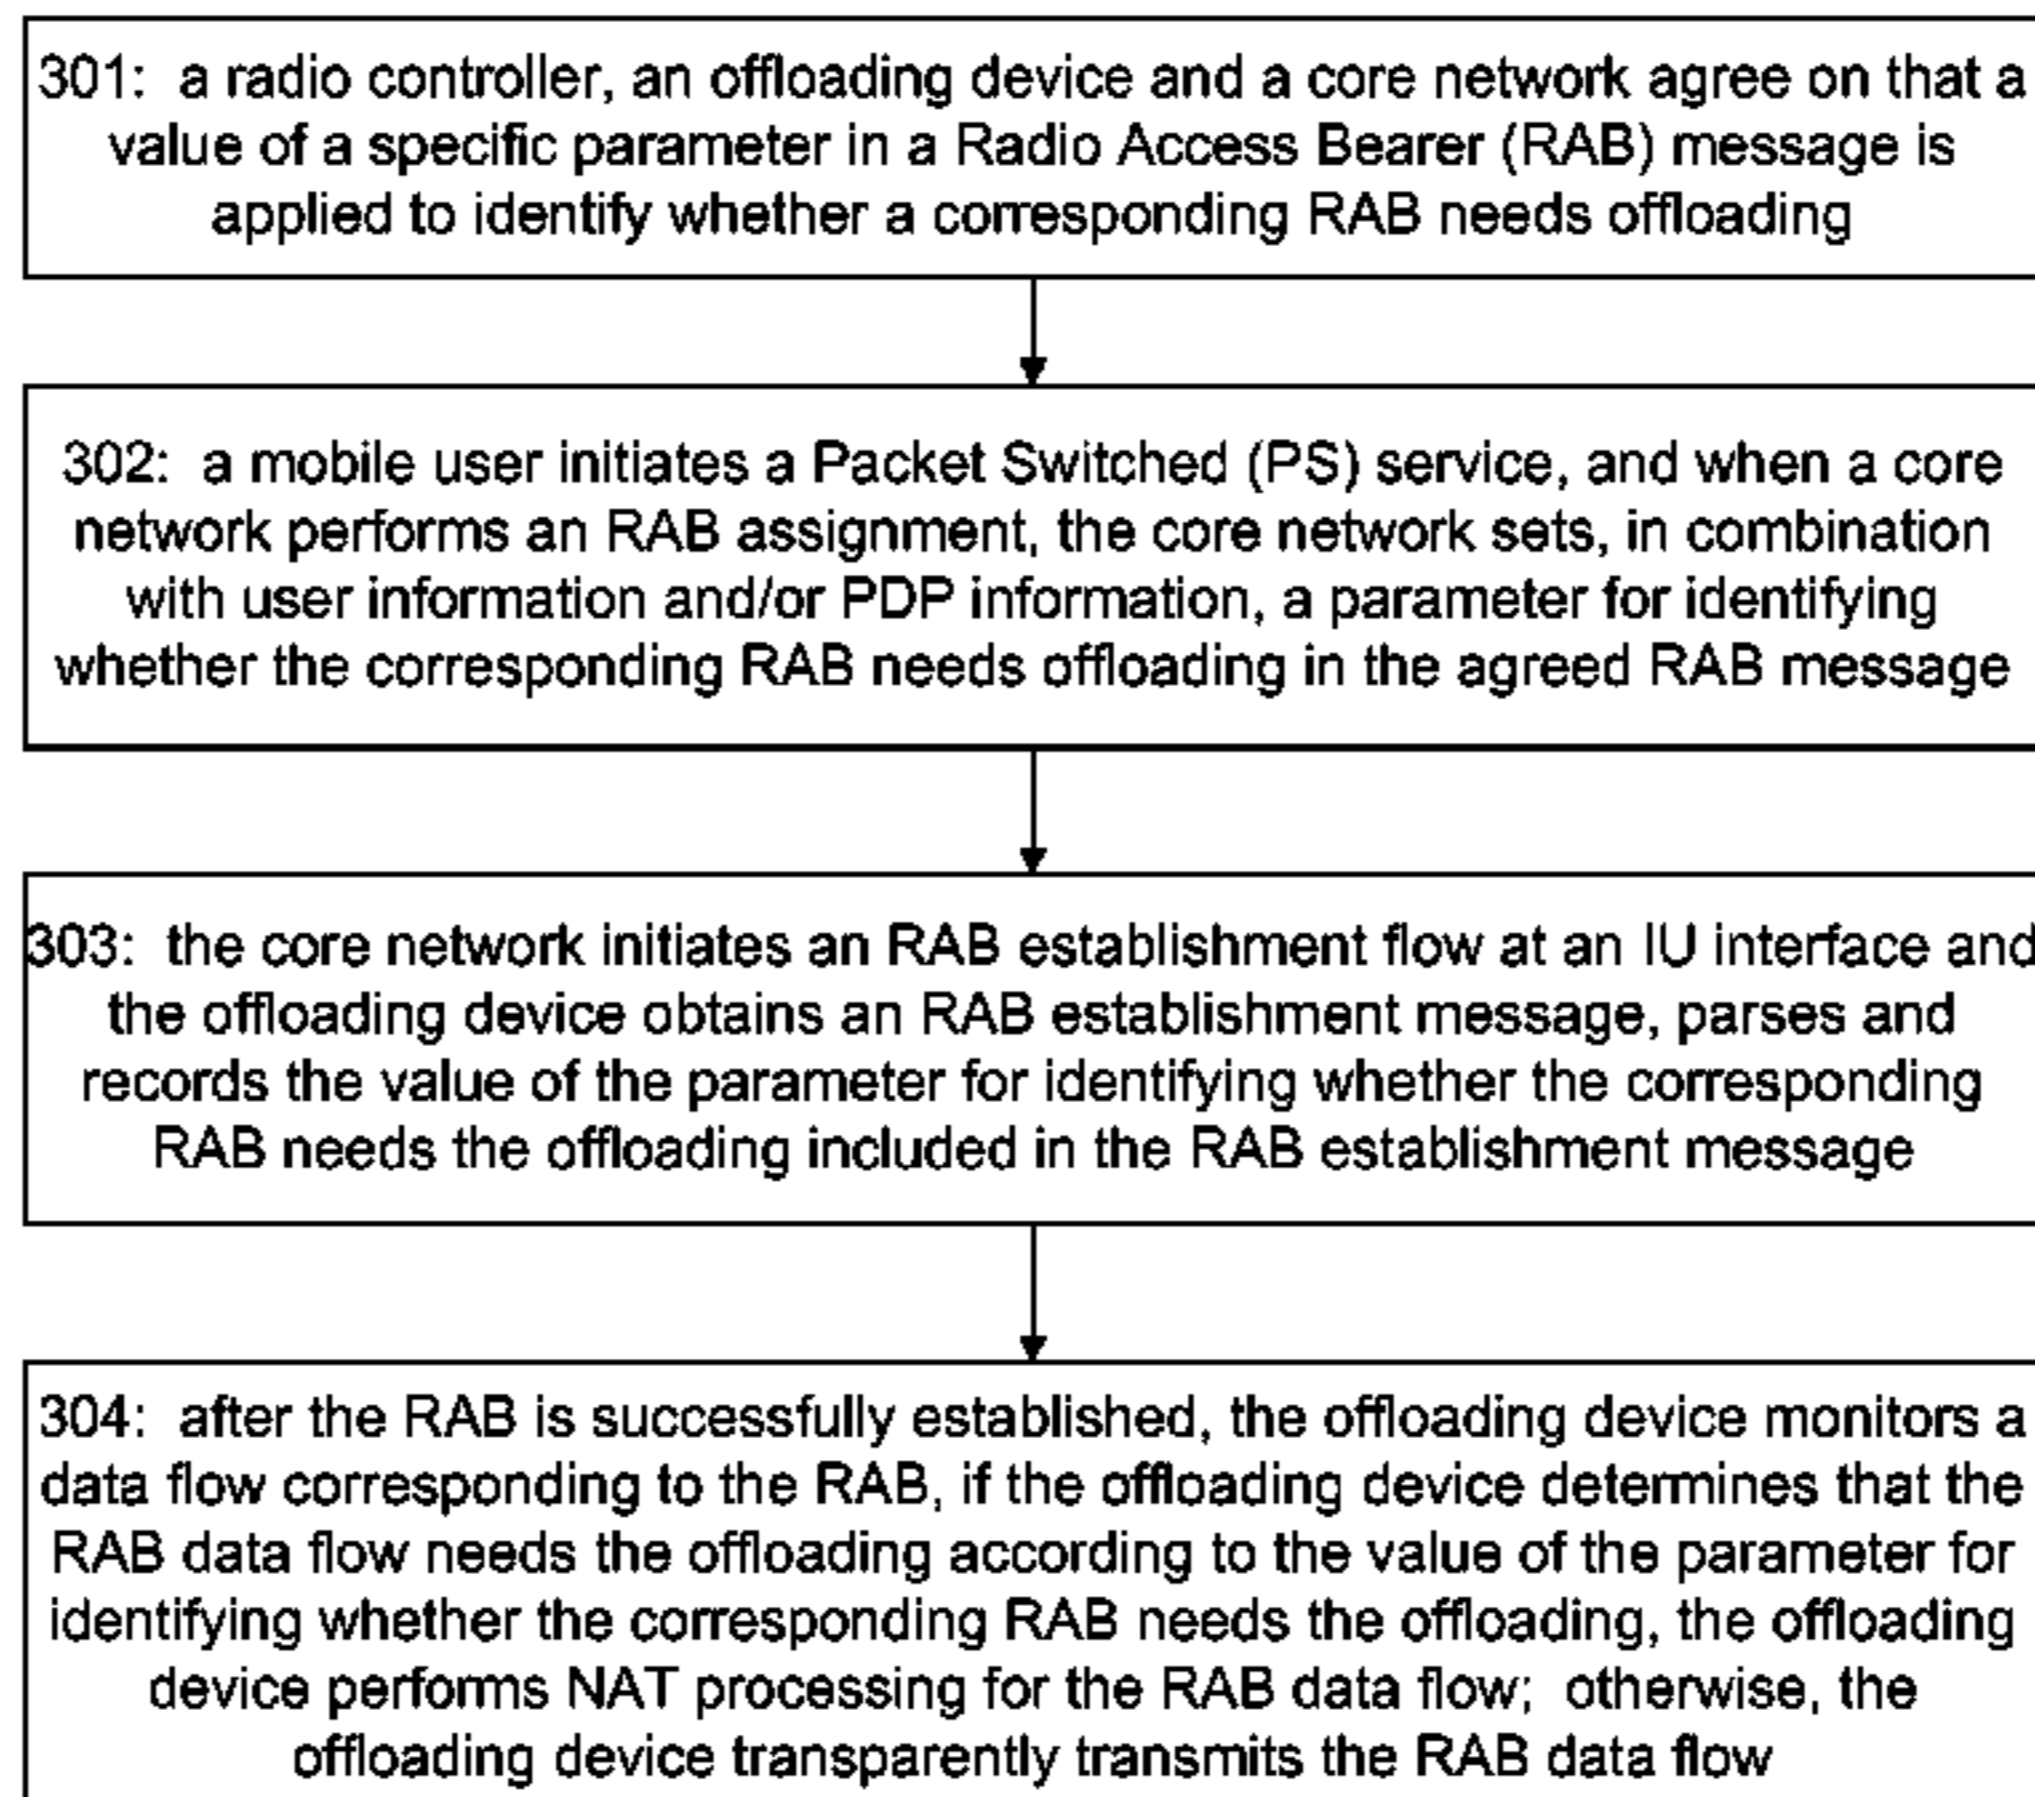 301: a radio controller, an offloading device and a core network agree on that a
value of a specific parameter in a Radio Access Bearer (RAB) message is
applied to identify whether a corresponding RAB needs offloading
302: a mobile user initiates a Packet Switched (PS) service, and when a core
network performs an RAB assignment, the core network sets, in combination
with user information and/or PDP information, a parameter for identifying
whether the corresponding RAB needs offloading in the agreed RAB message
303: the core network initiates an RAB establishment flow at an IU interface and
the offloading device obtains an RAB establishment message, parses and
records the value of the parameter for identifying whether the corresponding
RAB needs the offloading included in the RAB establishment message
304: after the RAB is successfully established, the offloading device monitors a
data flow corresponding to the RAB, if the offloading device determines that the
RAB data flow needs the offloading according to the value of the parameter for
identifying whether the corresponding RAB needs the offloading, the offloading
device performs NAT processing for the RAB data flow; otherwise, the
offloading device transparently transmits the RAB data flow